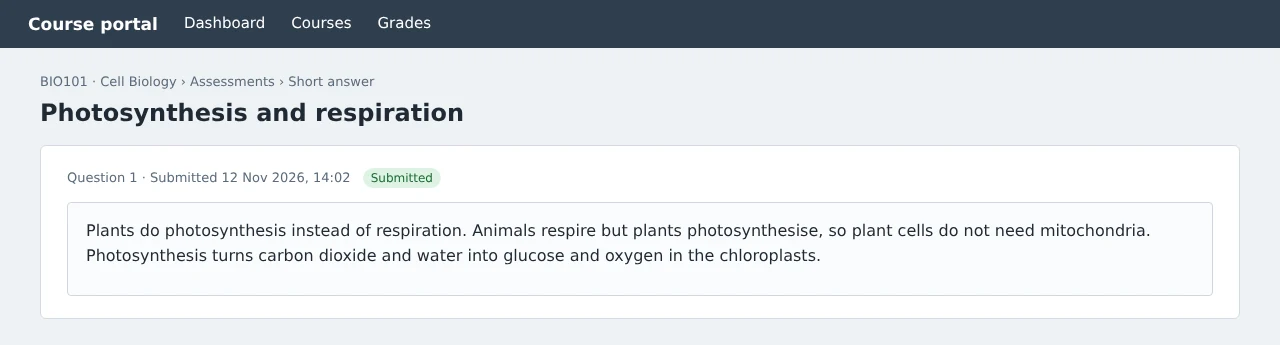 Course portal Dashboard Courses Grades
BIO101 · Cell Biology › Assessments › Short answer
Photosynthesis and respiration
Question 1 · Submitted 12 Nov 2026, 14:02 Submitted
Plants do photosynthesis instead of respiration. Animals respire but plants photosynthesise, so plant cells do not need mitochondria.
Photosynthesis turns carbon dioxide and water into glucose and oxygen in the chloroplasts.